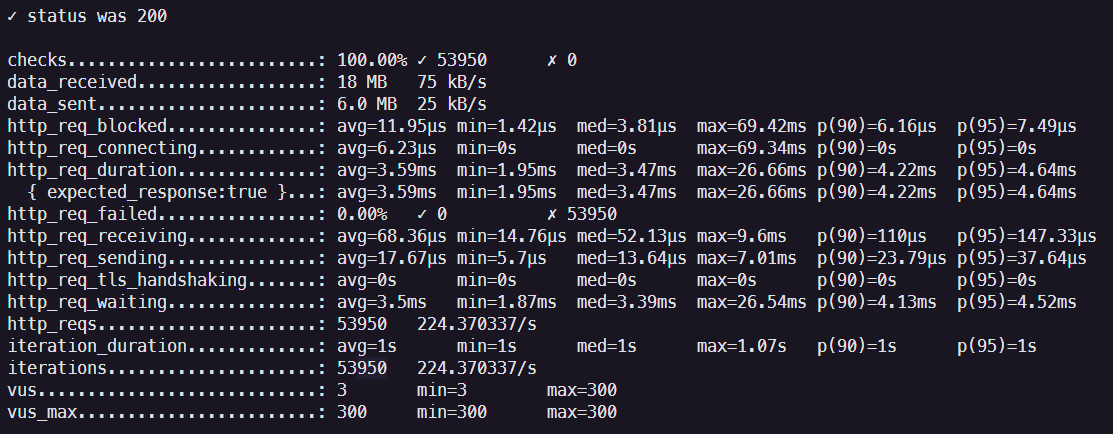 ✓ status was 200
checks.........................: 100.00% ✓ 53950      ✗ 0
data_received..................: 18 MB   75 kB/s
data_sent......................: 6.0 MB  25 kB/s
http_req_blocked...............: avg=11.95µs min=1.42µs  med=3.81µs  max=69.42ms p(90)=6.16µs  p(95)=7.49µs
http_req_connecting............: avg=6.23µs  min=0s      med=0s      max=69.34ms p(90)=0s      p(95)=0s
http_req_duration..............: avg=3.59ms  min=1.95ms  med=3.47ms  max=26.66ms p(90)=4.22ms  p(95)=4.64ms
  { expected_response:true }...: avg=3.59ms  min=1.95ms  med=3.47ms  max=26.66ms p(90)=4.22ms  p(95)=4.64ms
http_req_failed................: 0.00%   ✓ 0          ✗ 53950
http_req_receiving.............: avg=68.36µs min=14.76µs med=52.13µs max=9.6ms   p(90)=110µs   p(95)=147.33µs
http_req_sending...............: avg=17.67µs min=5.7µs   med=13.64µs max=7.01ms  p(90)=23.79µs p(95)=37.64µs
http_req_tls_handshaking.......: avg=0s      min=0s      med=0s      max=0s      p(90)=0s      p(95)=0s
http_req_waiting...............: avg=3.5ms   min=1.87ms  med=3.39ms  max=26.54ms p(90)=4.13ms  p(95)=4.52ms
http_reqs......................: 53950   224.370337/s
iteration_duration.............: avg=1s      min=1s      med=1s      max=1.07s   p(90)=1s      p(95)=1s
iterations.....................: 53950   224.370337/s
vus............................: 3       min=3        max=300
vus_max........................: 300     min=300      max=300